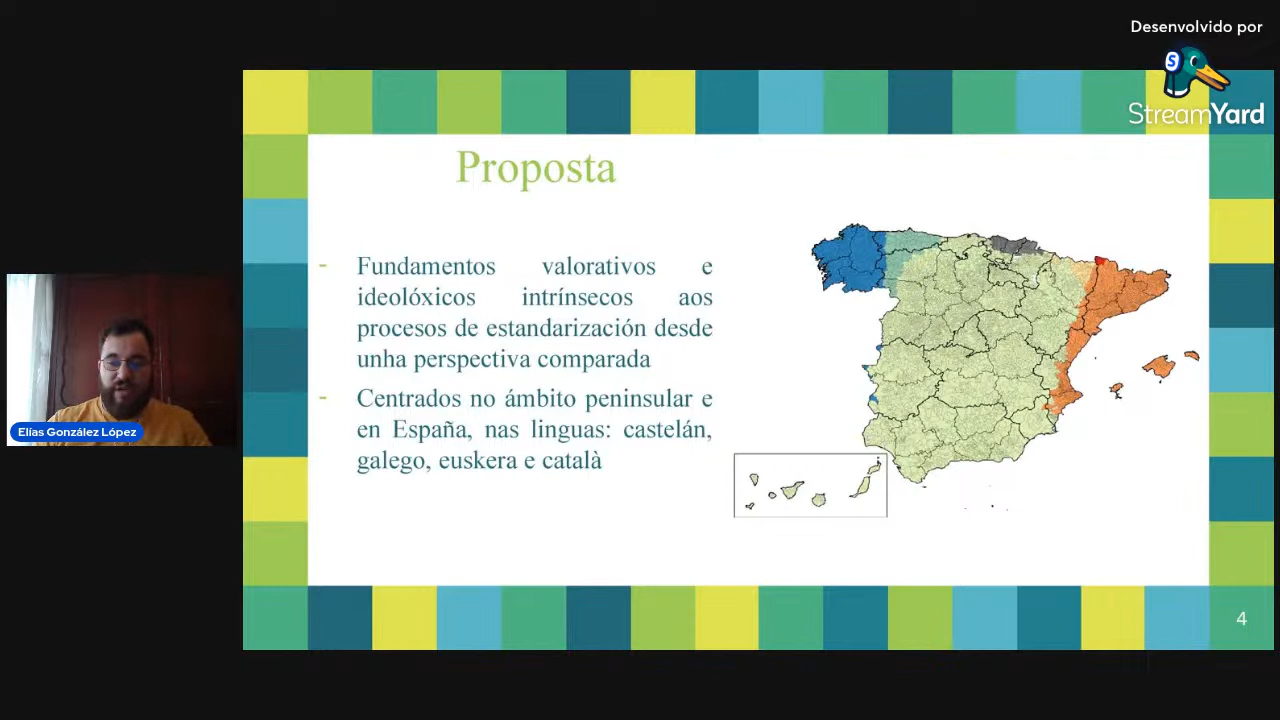 Desenvolvido por
StreamYard
Proposta
- Fundamentos valorativos e
ideolóxicos intrínsecos aos
procesos de estandarización desde
unha perspectiva comparada
- Centrados no ámbito peninsular e
en España, nas linguas: castelán,
galego, euskera e català
Elías González López
4